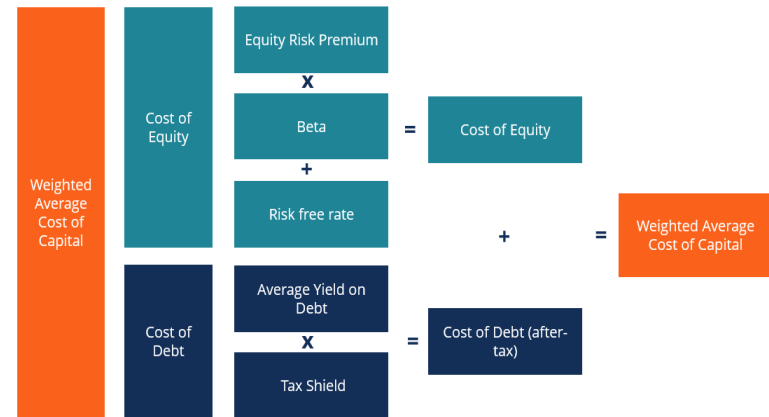 Weighted
Average
Cost of
Capital
Cost of
Equity
Equity Risk Premium
x
Beta
+
Risk free rate
=
Cost of Equity
Cost of
Debt
Average Yield on
Debt
x
Tax Shield
=
Cost of Debt (after-
tax)
+
=
Weighted Average
Cost of Capital